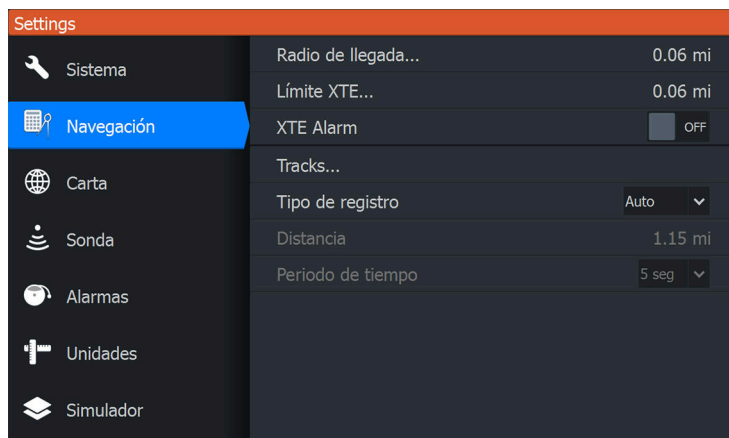 Settings
Sistema
Navegación
Carta
Sonda
Alarmas
Unidades
Simulador
Radio de llegada... 0.06 mi
Límite XTE... 0.06 mi
XTE Alarm OFF
Tracks...
Tipo de registro Auto
Distancia 1.15 mi
Periodo de tiempo 5 seg